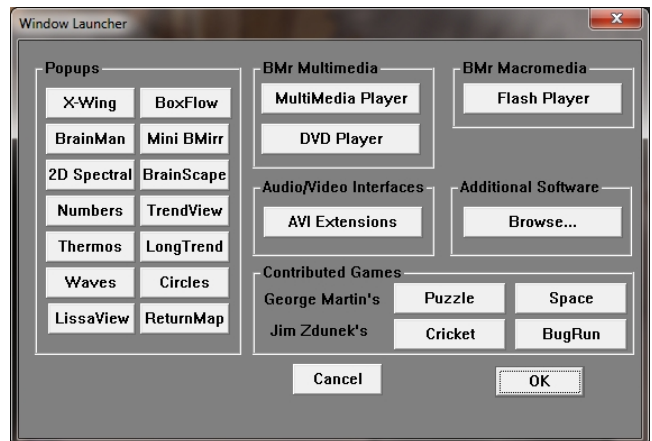 Window Launcher
Popups
X-Wing BoxFlow
BrainMan Mini BMirr
2D Spectral BrainScape
Numbers TrendView
Thermos LongTrend
Waves Circles
LissaView ReturnMap
BMr Multimedia
MultiMedia Player
DVD Player
BMr Macromedia
Flash Player
Audio/Video Interfaces
AVI Extensions
Additional Software
Browse...
Contributed Games
George Martin's Puzzle Space
Jim Zdunek's Cricket BugRun
Cancel OK